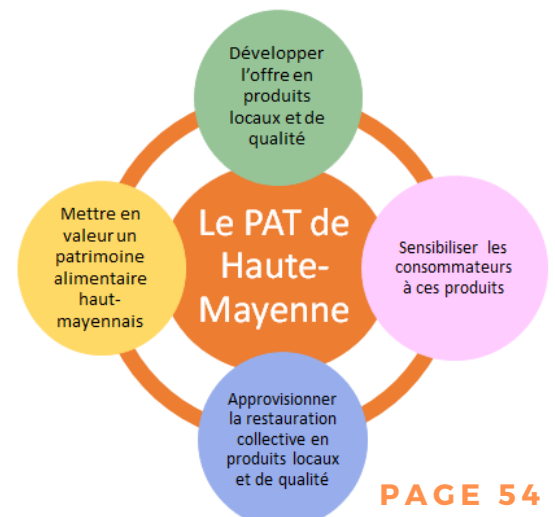 Développer
l'offre en
produits
locaux et de
qualité
Mettre en
valeur un
patrimoine
alimentaire
haut-
mayennais
Le PAT de
Haute-
Mayenne
Sensibiliser les
consommateurs
à ces produits
Approvisionner
la restauration
collective en
produits locaux
et de qualité
PAGE 54